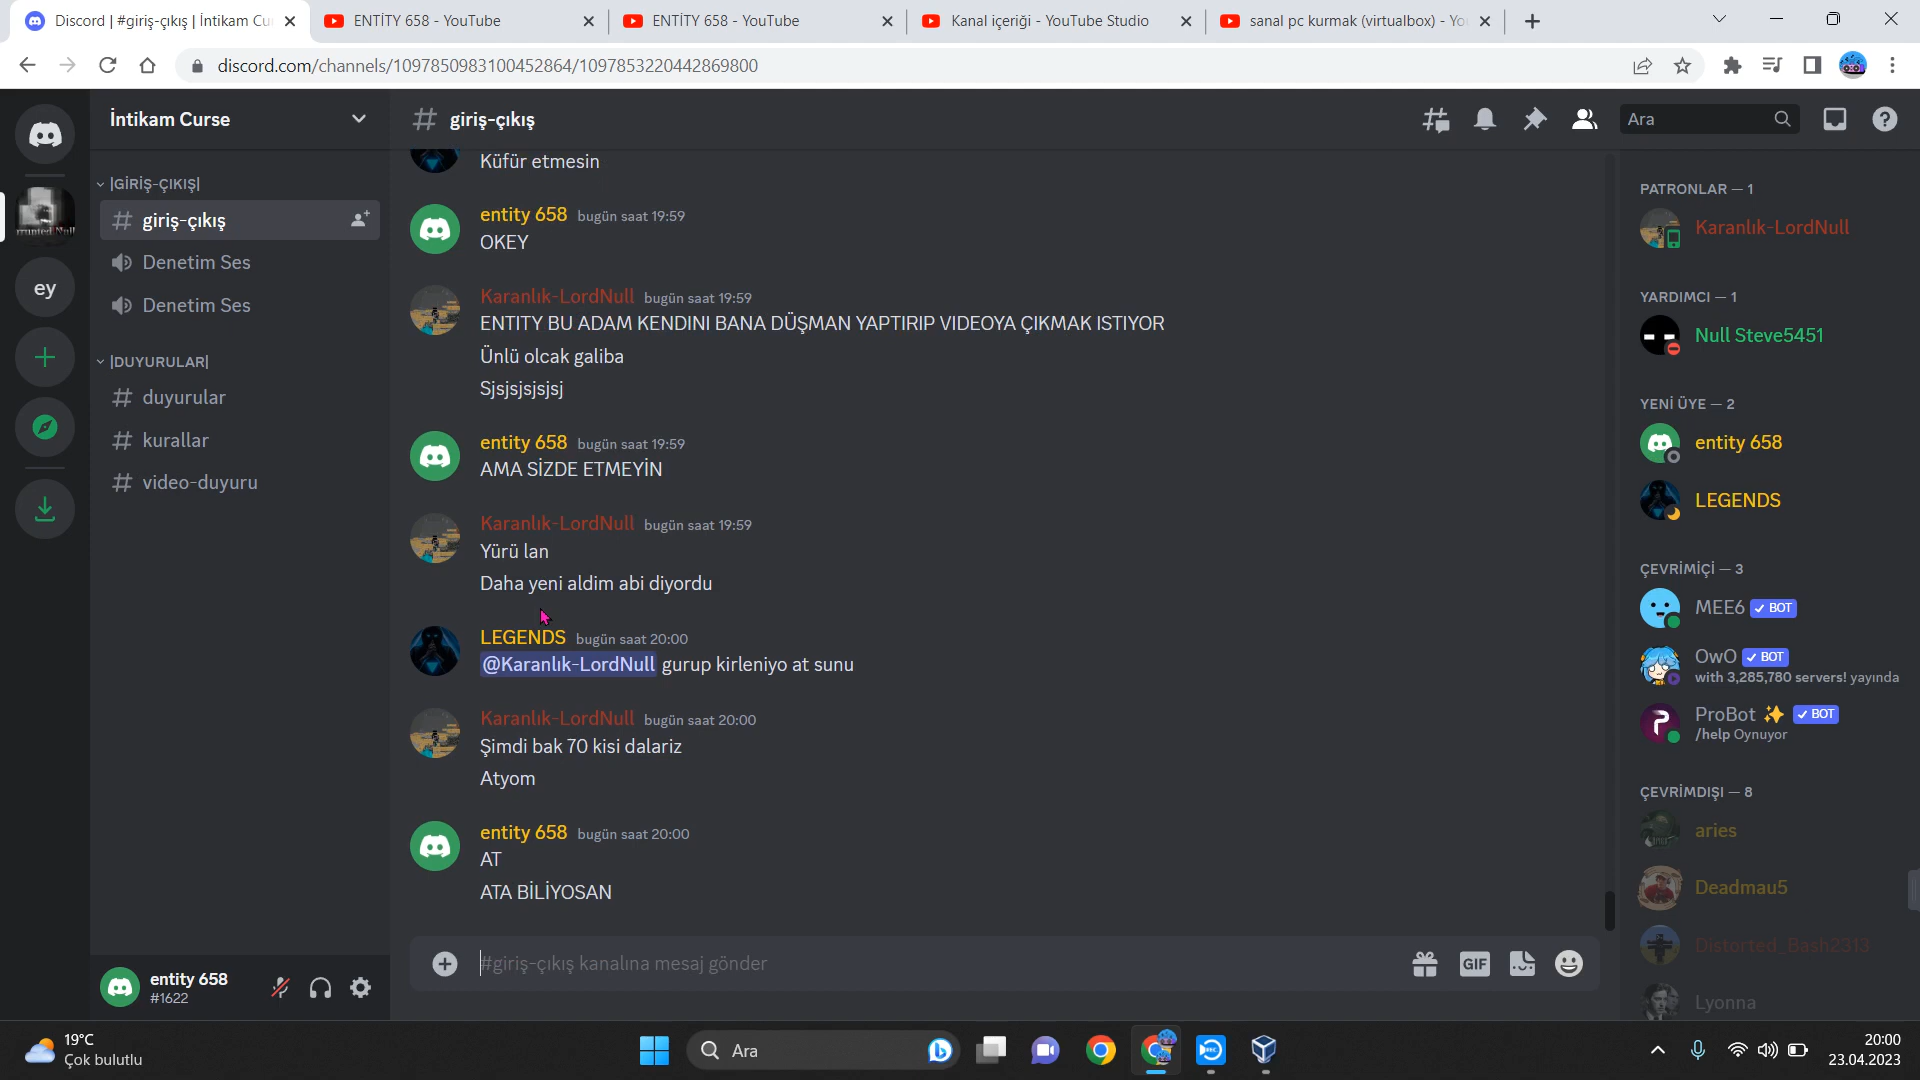 Discord | #giriş-çıkış | İntikam Cu
ENTİTY 658 - YouTube
ENTİTY 658 - YouTube
Kanal içeriği - YouTube Studio
sanal pc kurmak (virtualbox) - Yo
discord.com/channels/1097850983100452864/1097853220442869800
İntikam Curse
giriş-çıkış
Ara
|GİRİŞ-ÇIKIŞ|
giriş-çıkış
Denetim Ses
Denetim Ses
ey
|DUYURULAR|
duyurular
kurallar
video-duyuru
Küfür etmesin
entity 658 bugün saat 19:59
OKEY
Karanlık-LordNull bugün saat 19:59
ENTITY BU ADAM KENDINI BANA DÜŞMAN YAPTIRIP VIDEOYA ÇIKMAK ISTIYOR
Ünlü olcak galiba
Sjsjsjsjsjsj
entity 658 bugün saat 19:59
AMA SİZDE ETMEYİN
Karanlık-LordNull bugün saat 19:59
Yürü lan
Daha yeni aldim abi diyordu
LEGENDS bugün saat 20:00
@Karanlık-LordNull gurup kirleniyo at sunu
Karanlık-LordNull bugün saat 20:00
Şimdi bak 70 kisi dalariz
Atyom
entity 658 bugün saat 20:00
AT
ATA BİLİYOSAN
#giriş-çıkış kanalına mesaj gönder
GIF
PATRONLAR — 1
Karanlık-LordNull
YARDIMCI — 1
Null Steve5451
YENİ ÜYE — 2
entity 658
LEGENDS
ÇEVRİMİÇİ — 3
MEE6 ✓ BOT
OwO ✓ BOT
with 3,285,780 servers! yayında
ProBot ✨ ✓ BOT
/help Oynuyor
ÇEVRİMDIŞI — 8
aries
Deadmau5
Distorted_Bash2313
Lyonna
entity 658
#1622
19°C
Çok bulutlu
Ara
20:00
23.04.2023